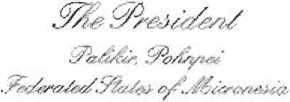 The President
Palikir, Pohnpei
Federated States of Micronesia